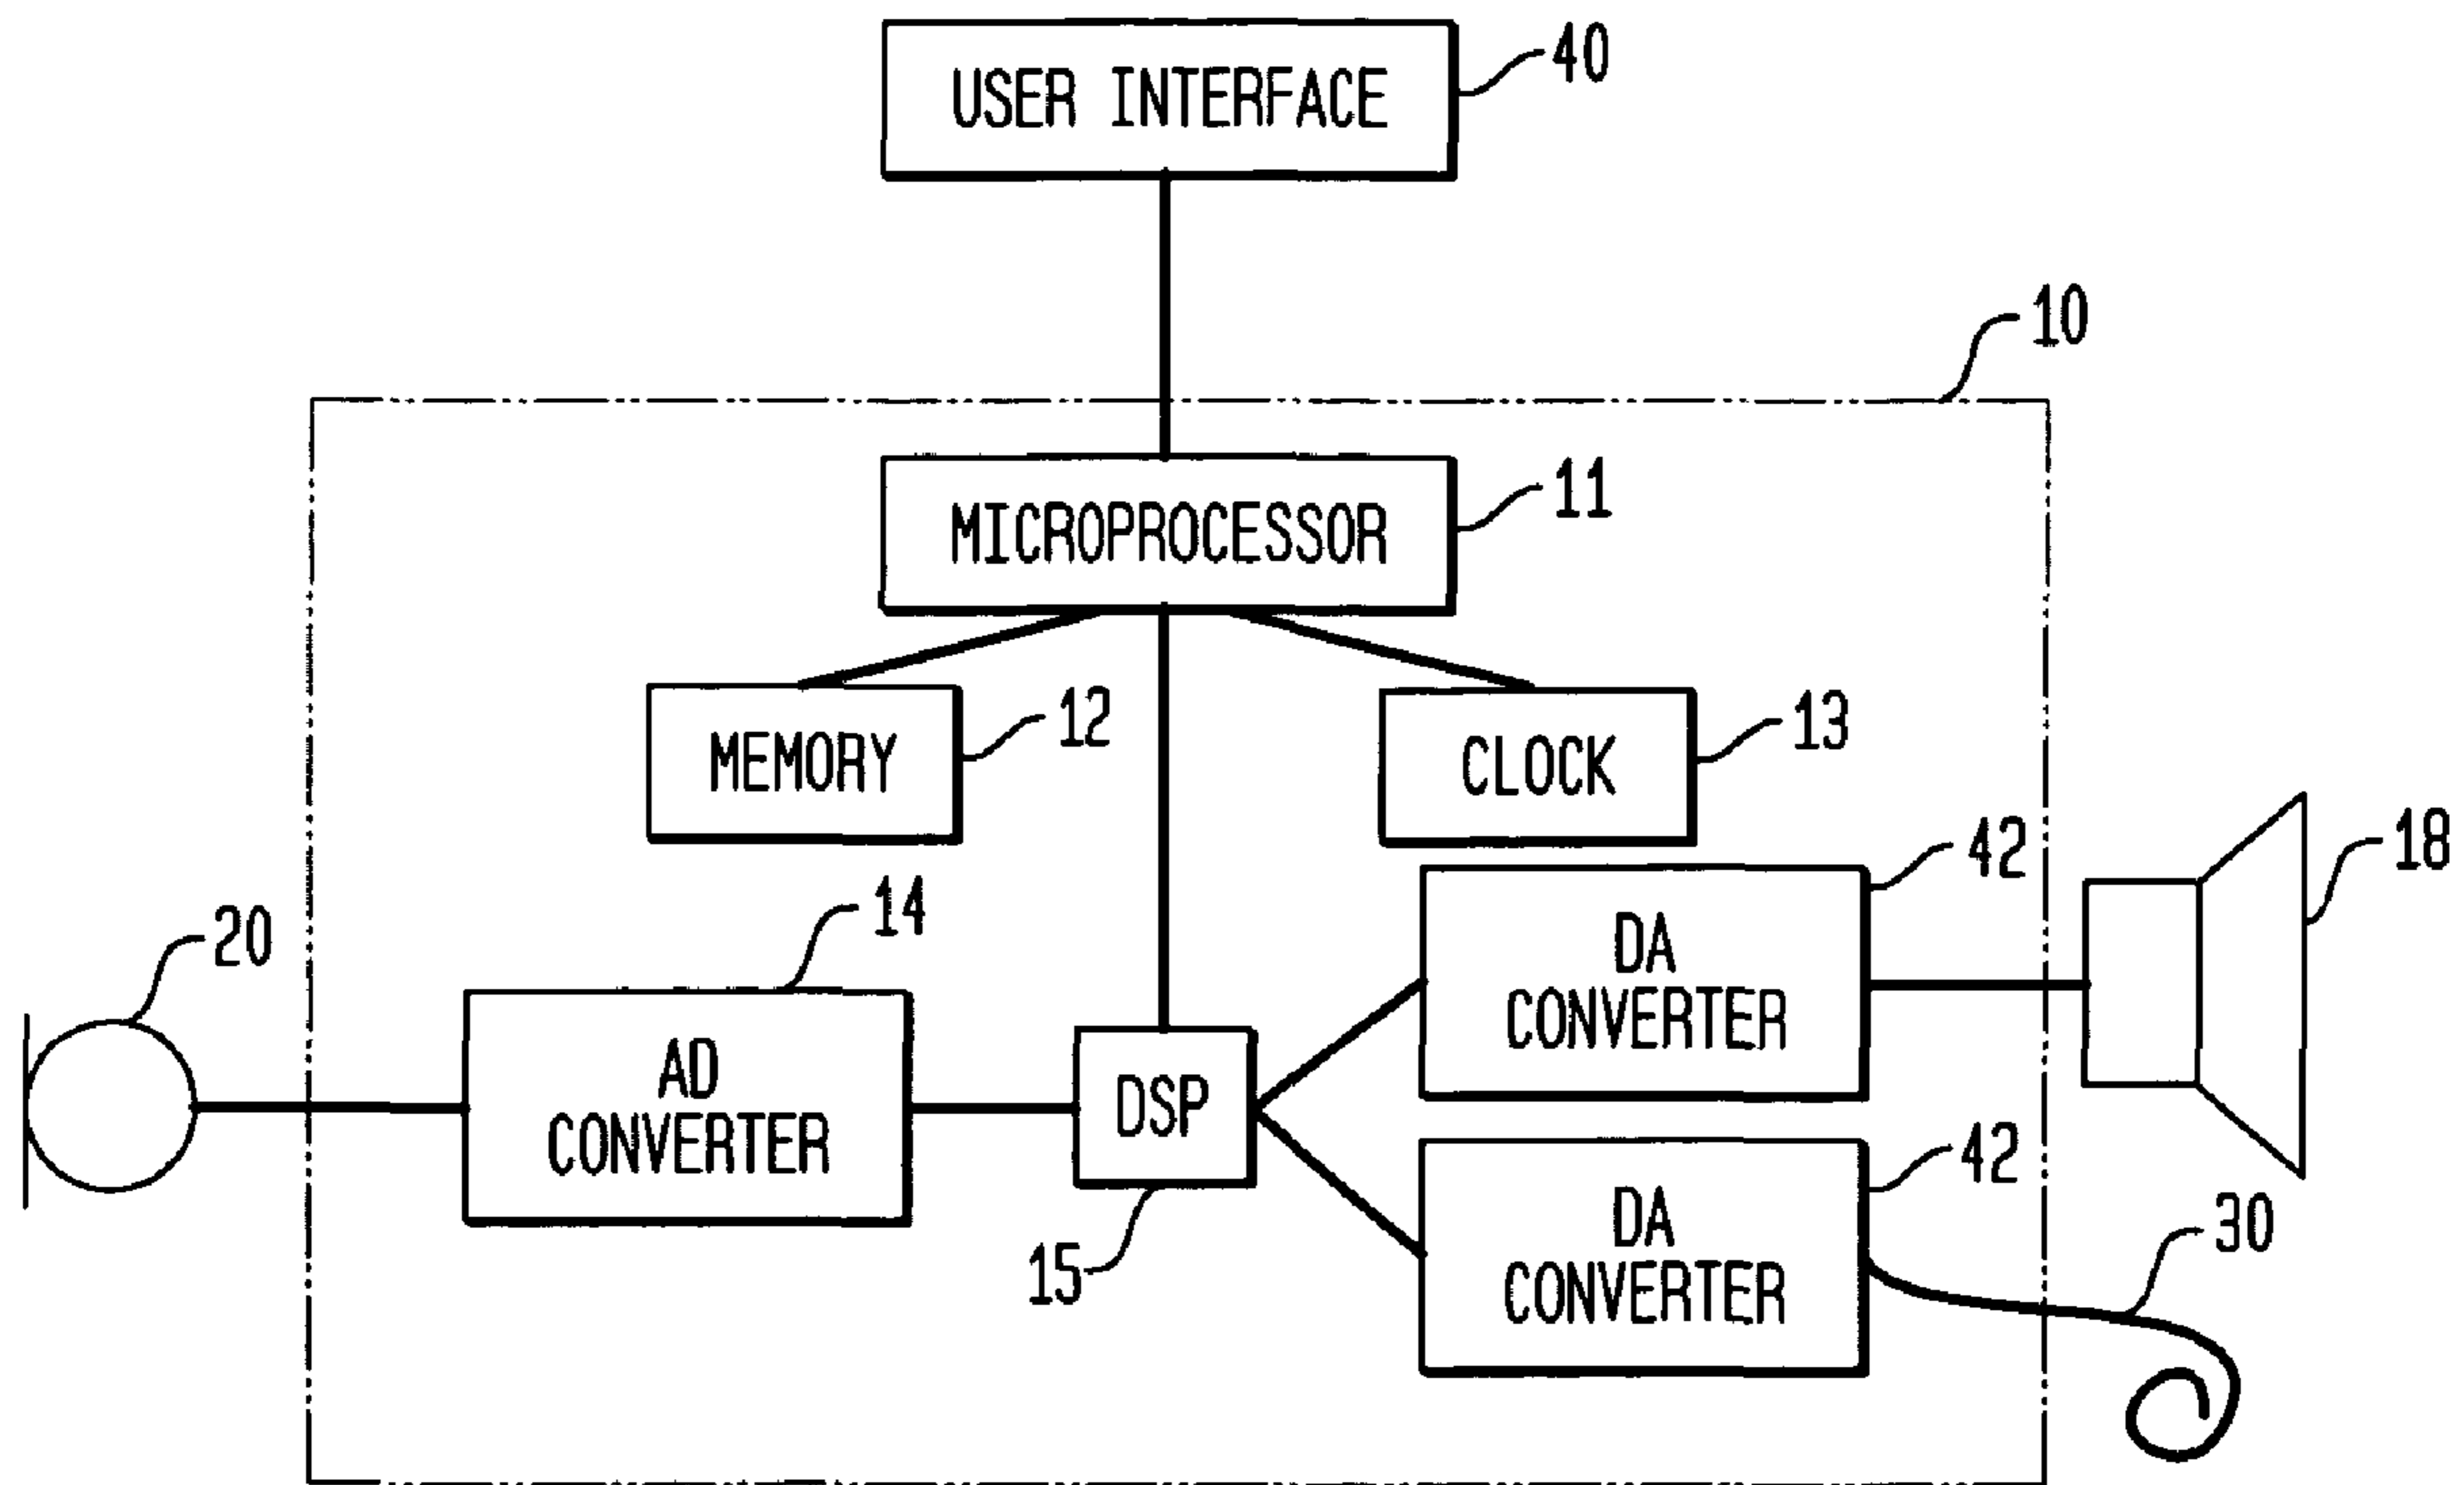 USER INTERFACE
40
10
MICROPROCESSOR
11
MEMORY
12
CLOCK
13
20
14
AD
CONVERTER
DSP
15
42
DA
CONVERTER
18
42
DA
CONVERTER
30